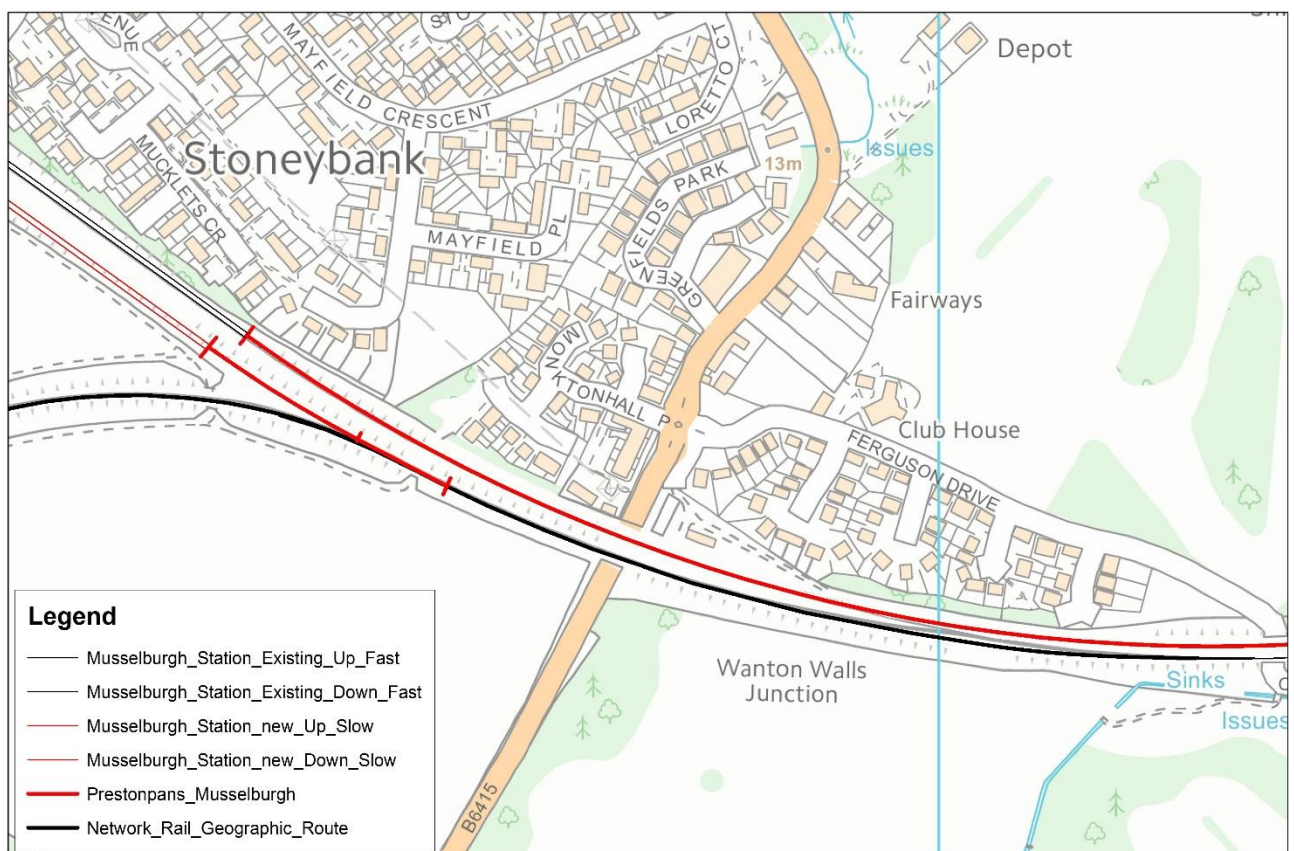 Depot
ENUE
MAYFIELD CRESCENT
LORETTO CT
Stoneybank
Issues
13m
MUCKLETS CR
GREENFIELDS PARK
MAYFIELD PL
Fairways
MONKTONHALL P
Club House
FERGUSON DRIVE
Wanton Walls
Junction
Sinks
Issues
B6415
Legend
Musselburgh_Station_Existing_Up_Fast
Musselburgh_Station_Existing_Down_Fast
Musselburgh_Station_new_Up_Slow
Musselburgh_Station_new_Down_Slow
Prestonpans_Musselburgh
Network_Rail_Geographic_Route